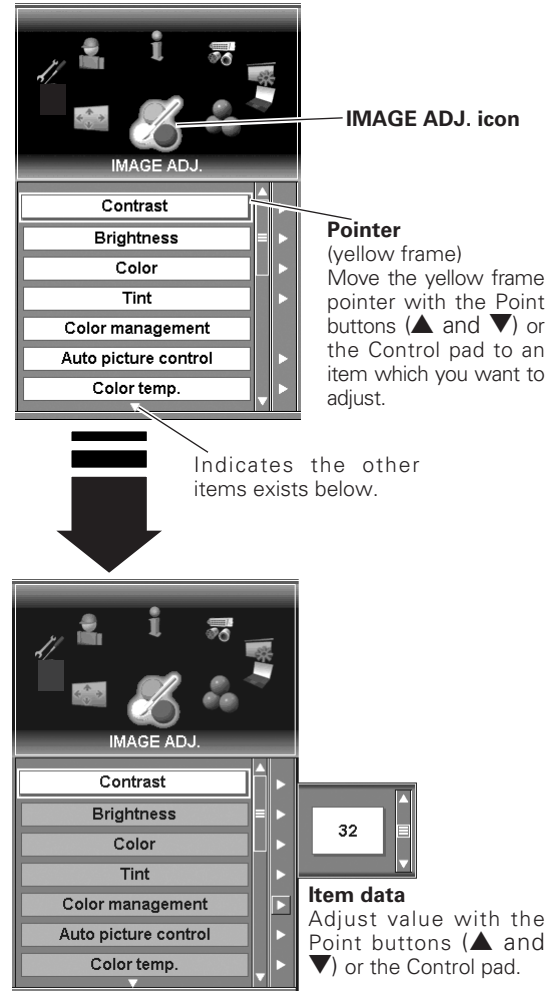 IMAGE ADJ. icon
IMAGE ADJ.
Contrast
Brightness
Color
Tint
Color management
Auto picture control
Color temp.
Pointer
(yellow frame)
Move the yellow frame
pointer with the Point
buttons (▲ and ▼) or
the Control pad to an
item which you want to
adjust.
Indicates the other
items exists below.
IMAGE ADJ.
Contrast
Brightness
Color
Tint
Color management
Auto picture control
Color temp.
32
Item data
Adjust value with the
Point buttons (▲ and
▼) or the Control pad.